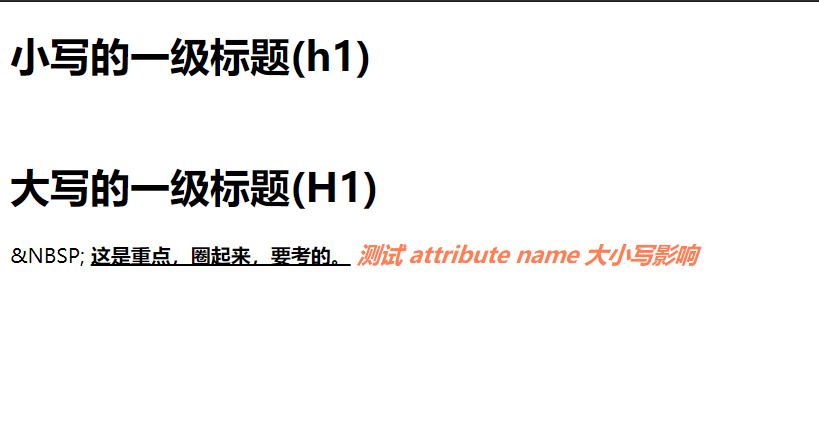 小写的一级标题(h1)
大写的一级标题(H1)
&NBSP; 这是重点，圈起来，要考的。 测试 attribute name 大小写影响